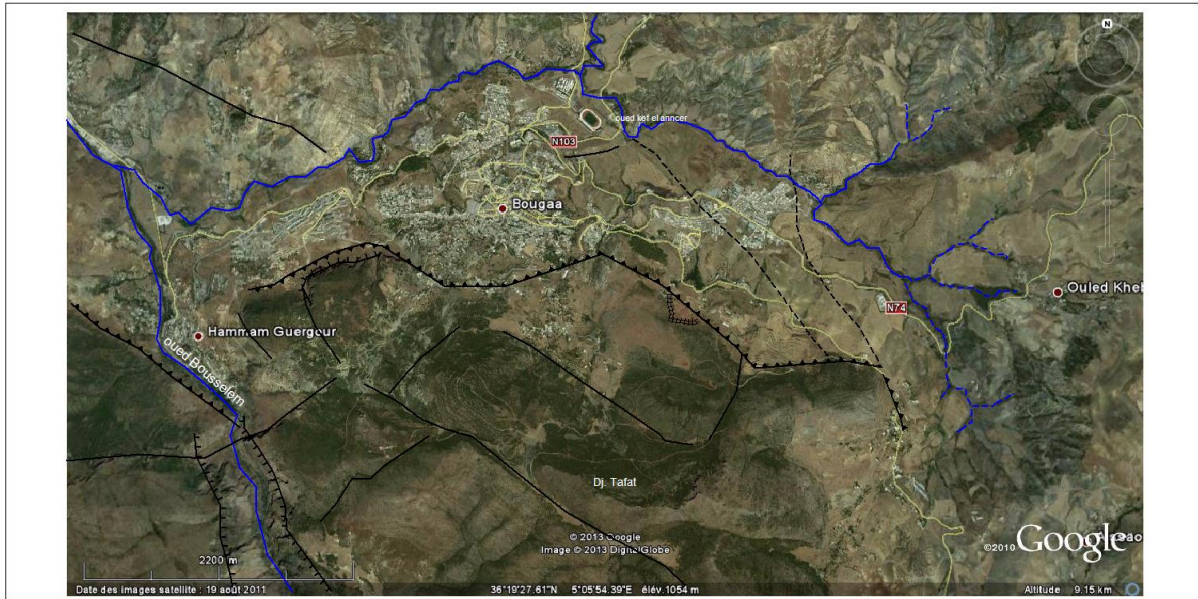 N
oued kef el anncer
N103
Bougaa
Ouled Kheb
N74
Hammam Guergour
oued Bousselem
Dj. Tafat
© 2013 Google
Image © 2013 DigitalGlobe
©2010 Google
2200 m
Date des images satellite : 19 août 2011
36°19'27.61"N 5°05'54.39"E élév. 1054 m
Altitude 9.15 km